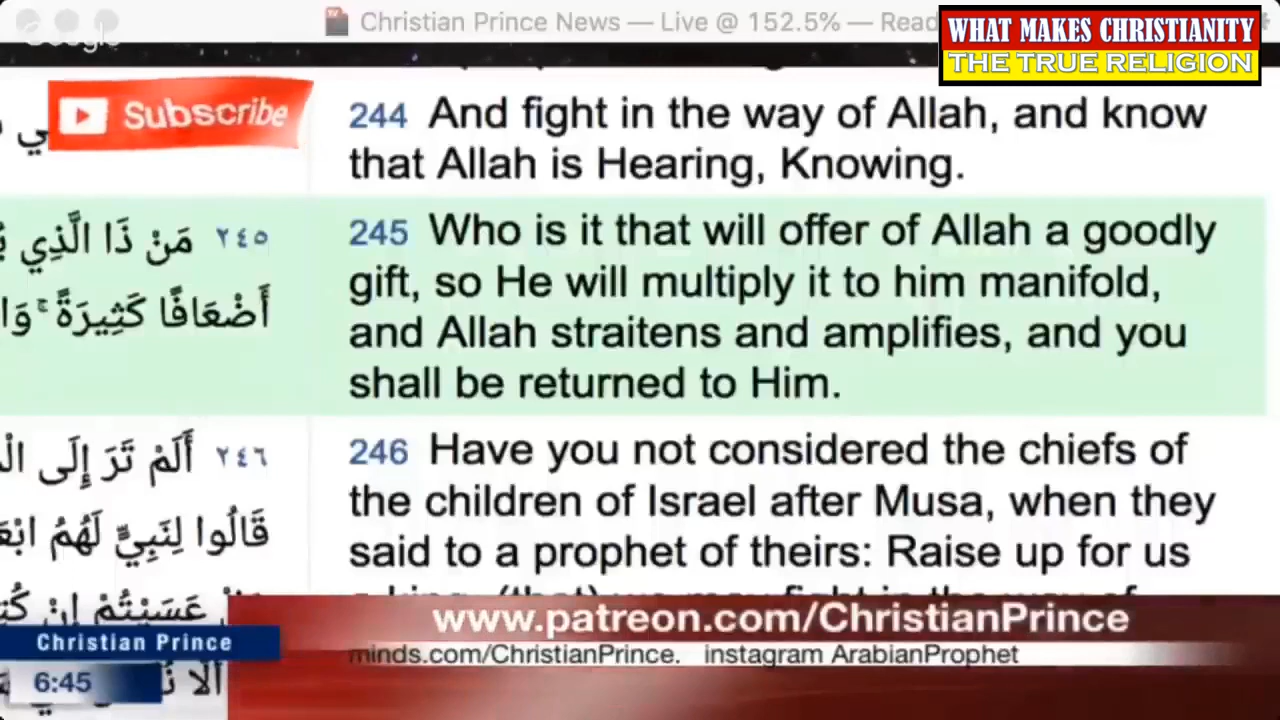 Christian Prince News — Live @ 152.5% — Read
WHAT MAKES CHRISTIANITY
THE TRUE RELIGION
Google
Subscribe
244 And fight in the way of Allah, and know
that Allah is Hearing, Knowing.
٢٤٥ مَنْ ذَا الَّذِي
أَضْعَافًا كَثِيرَةً ۚ
245 Who is it that will offer of Allah a goodly
gift, so He will multiply it to him manifold,
and Allah straitens and amplifies, and you
shall be returned to Him.
٢٤٦ أَلَمْ تَرَ إِلَى
قَالُوا لِنَبِيٍّ لَهُمُ
عَسَيْتُمْ إِنْ
246 Have you not considered the chiefs of
the children of Israel after Musa, when they
said to a prophet of theirs: Raise up for us
www.patreon.com/ChristianPrince
Christian Prince
minds.com/ChristianPrince. instagram ArabianProphet
6:45